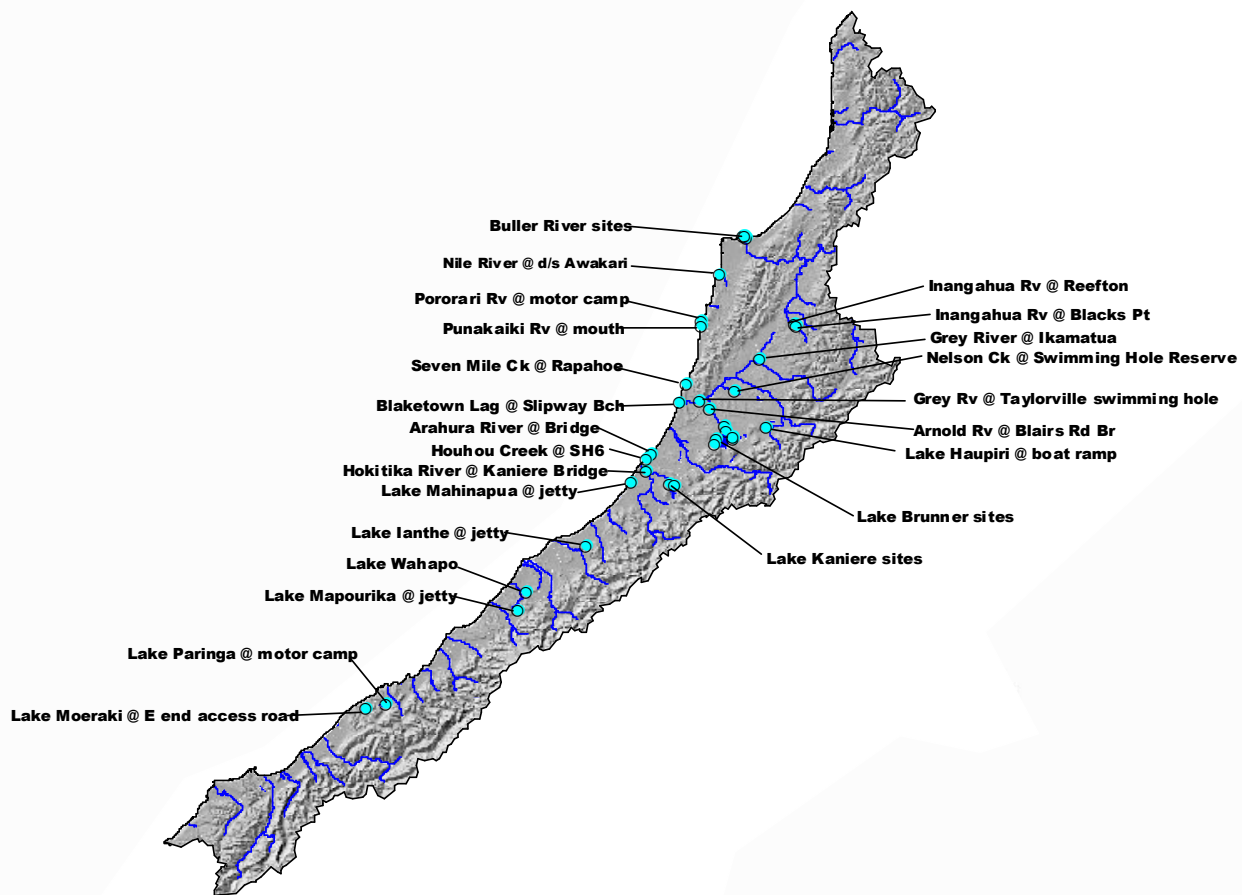 Buller River sites
Nile River @ d/s Awakari
Pororari Rv @ motor camp
Punakaiki Rv @ mouth
Seven Mile Ck @ Rapahoe
Blaketown Lag @ Slipway Bch
Arahura River @ Bridge
Houhou Creek @ SH6
Hokitika River @ Kaniere Bridge
Lake Mahinapua @ jetty
Lake Ianthe @ jetty
Lake Wahapo
Lake Mapourika @ jetty
Lake Paringa @ motor camp
Lake Moeraki @ E end access road
Inangahua Rv @ Reefton
Inangahua Rv @ Blacks Pt
Grey River @ Ikamatua
Nelson Ck @ Swimming Hole Reserve
Grey Rv @ Taylorville swimming hole
Arnold Rv @ Blairs Rd Br
Lake Haupiri @ boat ramp
Lake Brunner sites
Lake Kaniere sites